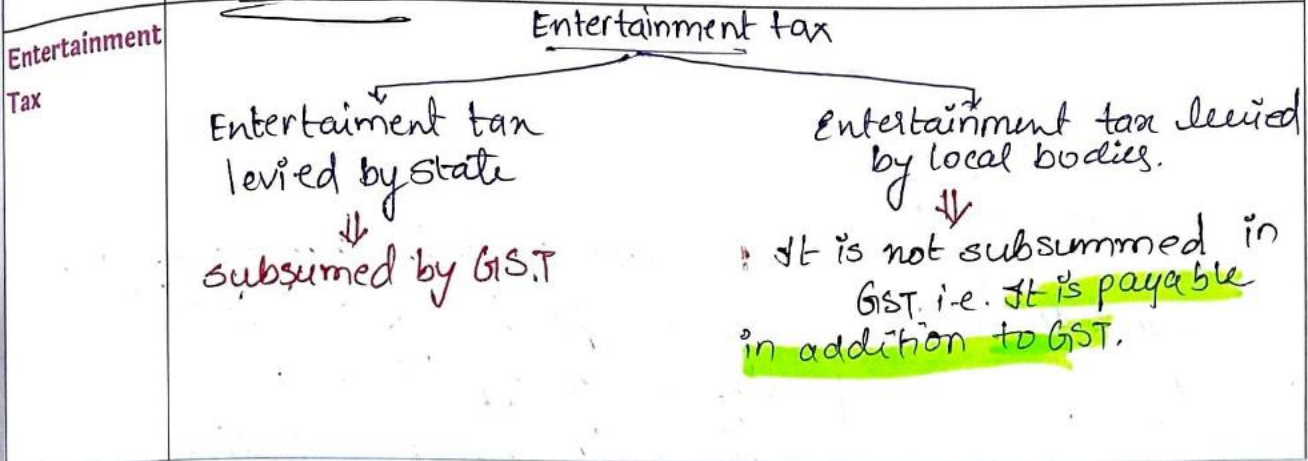 Entertainment tax
Entertainment
Tax
Entertaiment tax
levied by state
⇓
subsumed by G.S.T
Entertainment tax levied
by local bodies.
⇓
It is not subsummed in
GST. i.e. It is payable
in addition to GST.